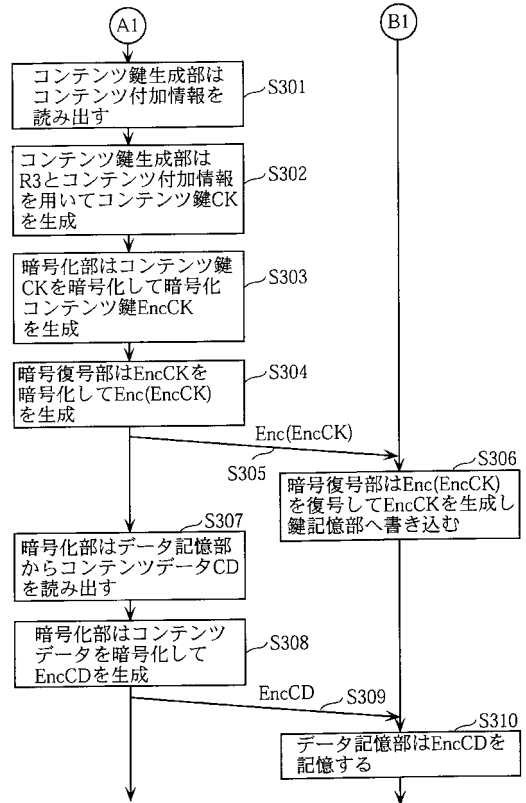 A1
B1
コンテンツ鍵生成部は
コンテンツ付加情報を
読み出す
S301
コンテンツ鍵生成部は
R3とコンテンツ付加情報
を用いてコンテンツ鍵CK
を生成
S302
暗号化部はコンテンツ鍵
CKを暗号化して暗号化
コンテンツ鍵EncCK
を生成
S303
暗号復号部はEncCKを
暗号化してEnc(EncCK)
を生成
S304
Enc(EncCK)
S305
S306
暗号復号部はEnc(EncCK)
を復号してEncCKを生成し
鍵記憶部へ書き込む
S307
暗号化部はデータ記憶部
からコンテンツデータCD
を読み出す
暗号化部はコンテンツ
データを暗号化して
EncCDを生成
S308
EncCD
S309
S310
データ記憶部はEncCDを
記憶する